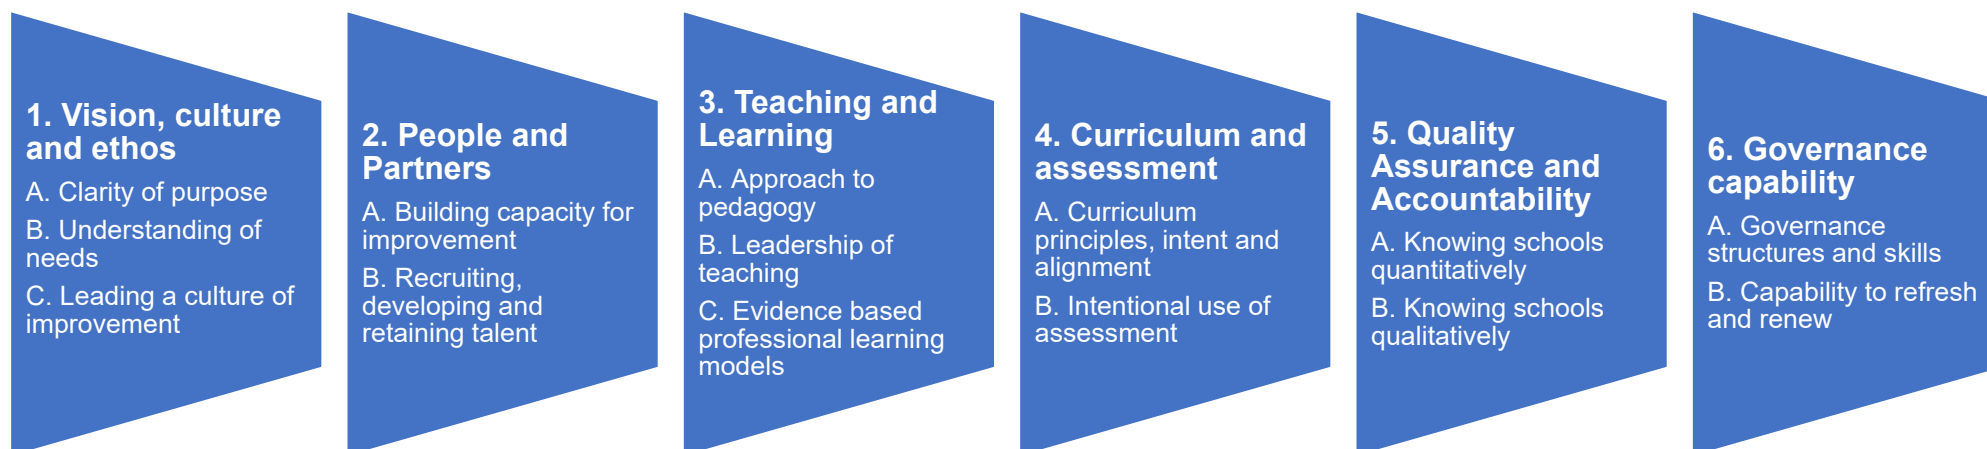 1. Vision, culture
and ethos
A. Clarity of purpose
B. Understanding of
needs
C. Leading a culture of
improvement
2. People and
Partners
A. Building capacity for
improvement
B. Recruiting,
developing and
retaining talent
3. Teaching and
Learning
A. Approach to
pedagogy
B. Leadership of
teaching
C. Evidence based
professional learning
models
4. Curriculum and
assessment
A. Curriculum
principles, intent and
alignment
B. Intentional use of
assessment
5. Quality
Assurance and
Accountability
A. Knowing schools
quantitatively
B. Knowing schools
qualitatively
6. Governance
capability
A. Governance
structures and skills
B. Capability to refresh
and renew